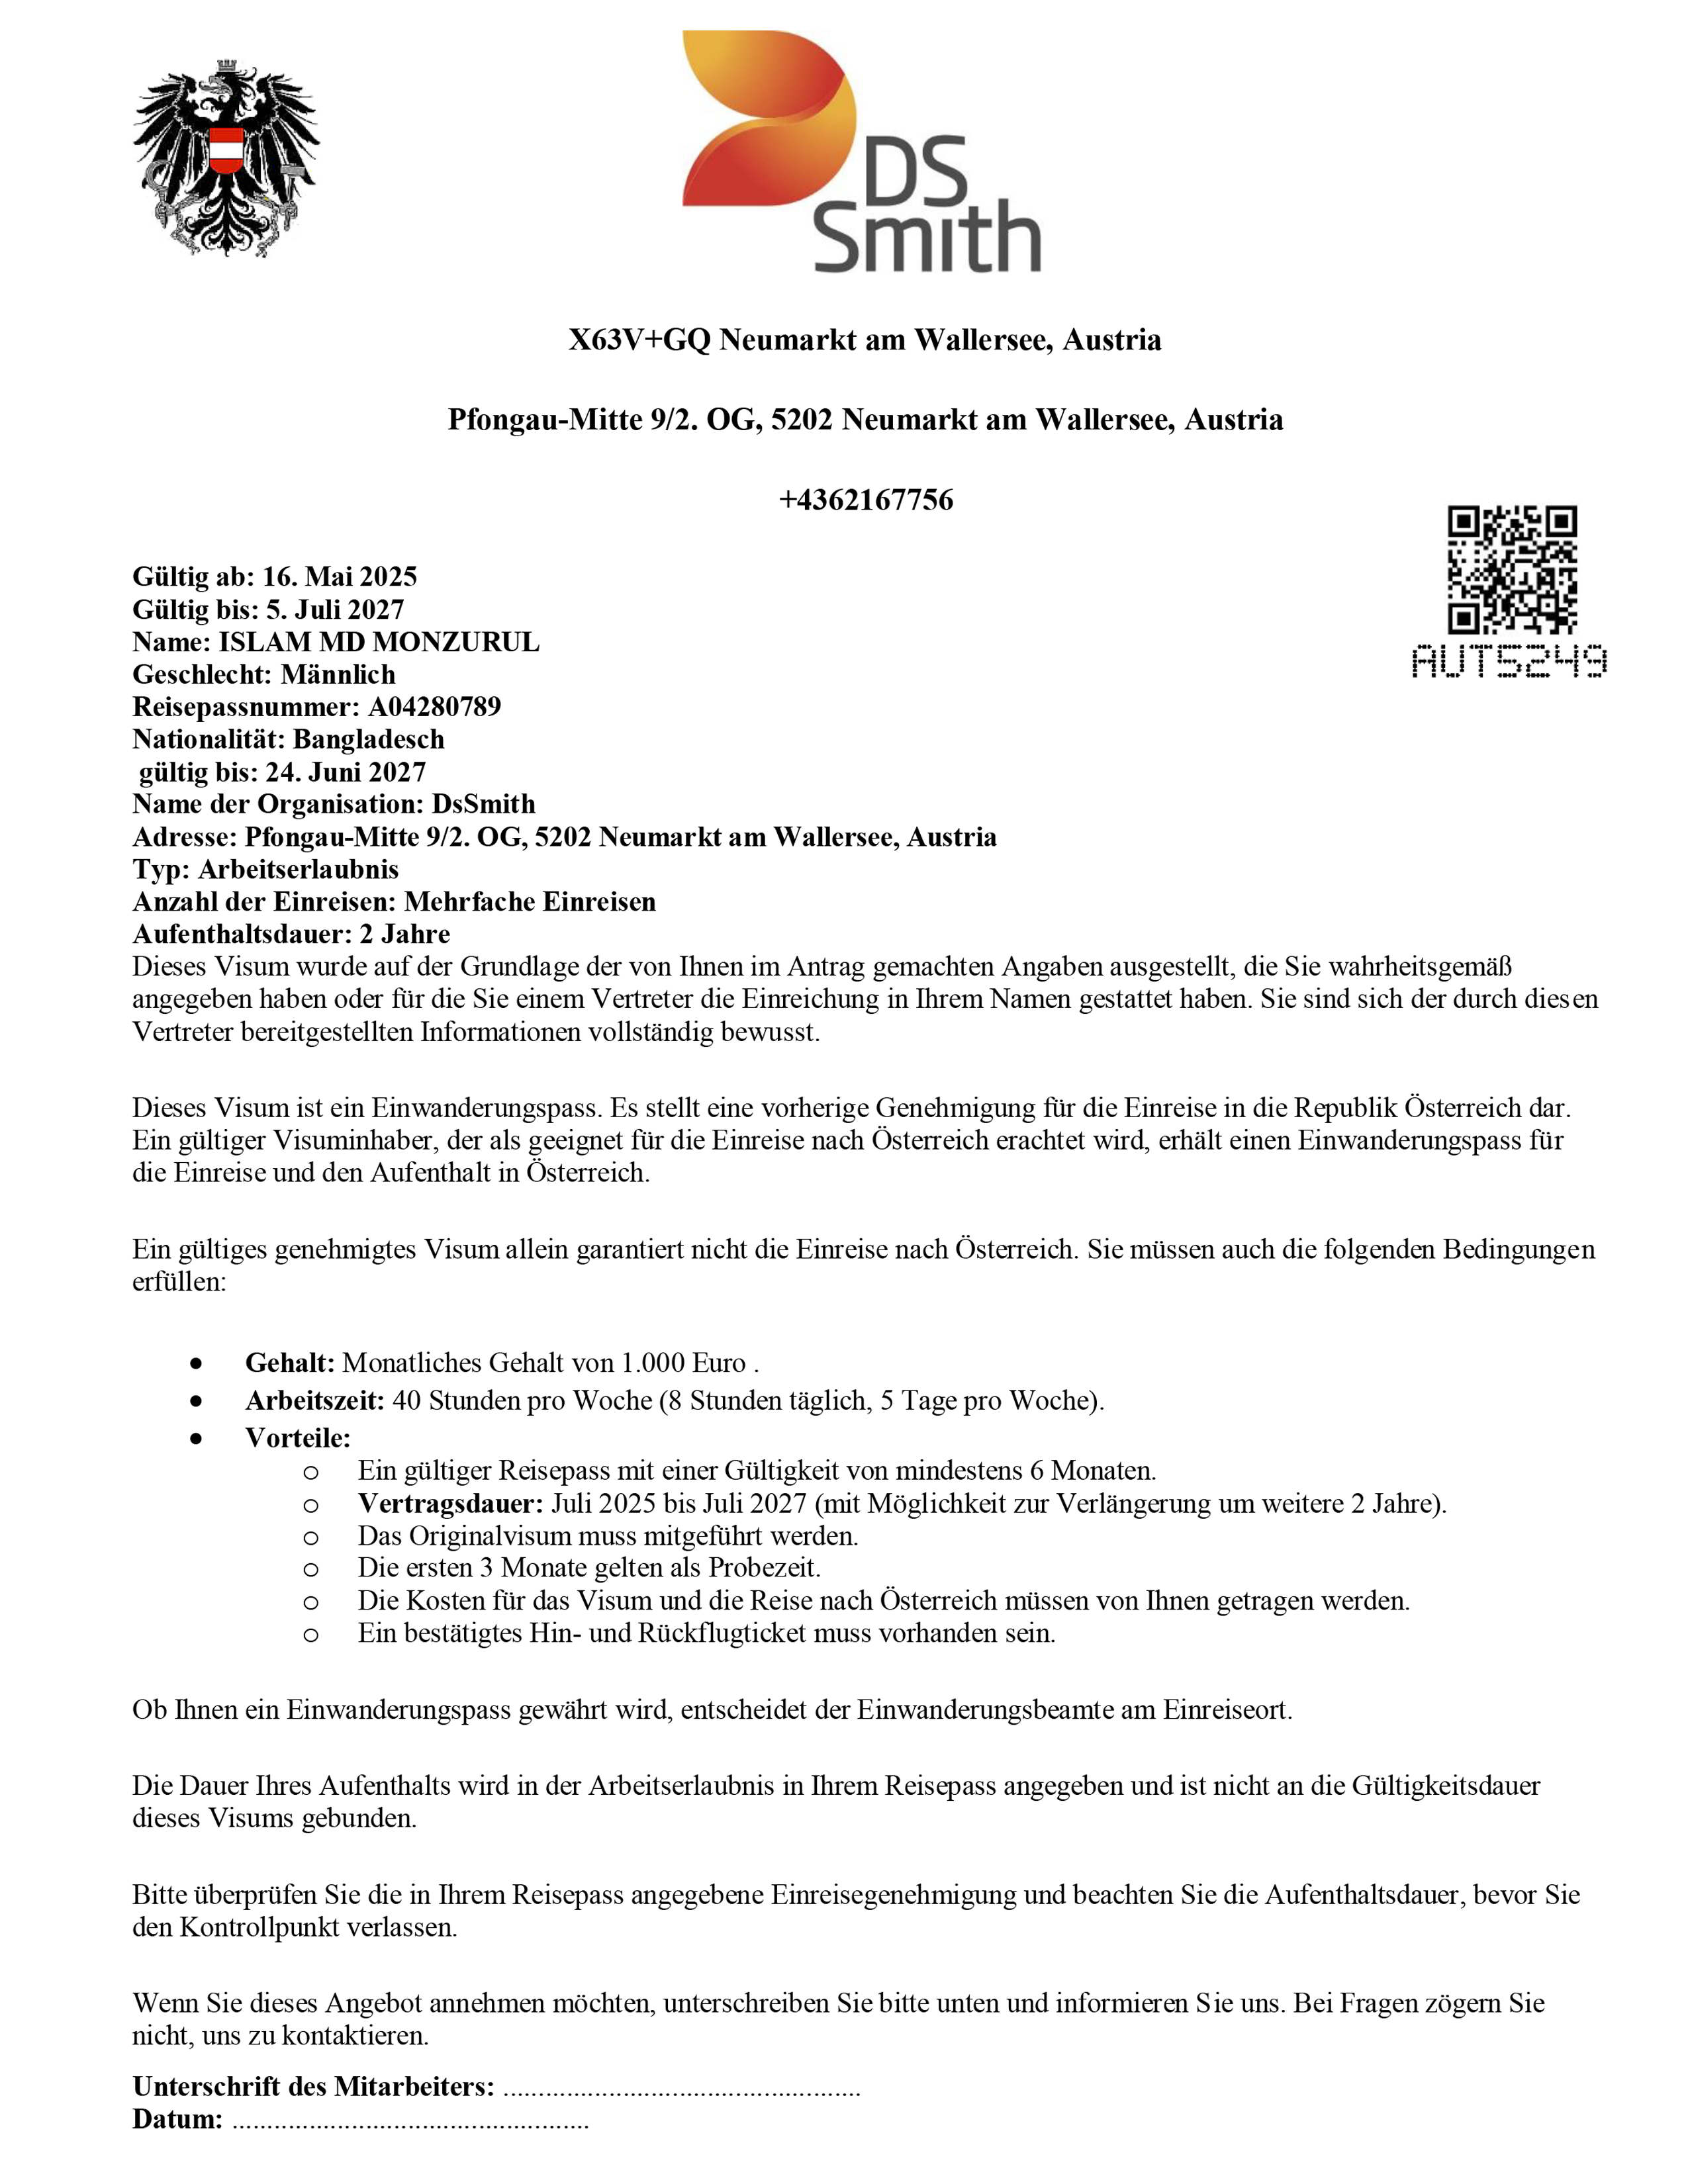 DS
Smith
X63V+GQ Neumarkt am Wallersee, Austria
Pfongau-Mitte 9/2. OG, 5202 Neumarkt am Wallersee, Austria
+4362167756
AUT5249
Gültig ab: 16. Mai 2025
Gültig bis: 5. Juli 2027
Name: ISLAM MD MONZURUL
Geschlecht: Männlich
Reisepassnummer: A04280789
Nationalität: Bangladesch
gültig bis: 24. Juni 2027
Name der Organisation: DsSmith
Adresse: Pfongau-Mitte 9/2. OG, 5202 Neumarkt am Wallersee, Austria
Typ: Arbeitserlaubnis
Anzahl der Einreisen: Mehrfache Einreisen
Aufenthaltsdauer: 2 Jahre
Dieses Visum wurde auf der Grundlage der von Ihnen im Antrag gemachten Angaben ausgestellt, die Sie wahrheitsgemäß
angegeben haben oder für die Sie einem Vertreter die Einreichung in Ihrem Namen gestattet haben. Sie sind sich der durch diesen
Vertreter bereitgestellten Informationen vollständig bewusst.
Dieses Visum ist ein Einwanderungspass. Es stellt eine vorherige Genehmigung für die Einreise in die Republik Österreich dar.
Ein gültiger Visuminhaber, der als geeignet für die Einreise nach Österreich erachtet wird, erhält einen Einwanderungspass für
die Einreise und den Aufenthalt in Österreich.
Ein gültiges genehmigtes Visum allein garantiert nicht die Einreise nach Österreich. Sie müssen auch die folgenden Bedingungen
erfüllen:
● Gehalt: Monatliches Gehalt von 1.000 Euro .
● Arbeitszeit: 40 Stunden pro Woche (8 Stunden täglich, 5 Tage pro Woche).
● Vorteile:
o Ein gültiger Reisepass mit einer Gültigkeit von mindestens 6 Monaten.
o Vertragsdauer: Juli 2025 bis Juli 2027 (mit Möglichkeit zur Verlängerung um weitere 2 Jahre).
o Das Originalvisum muss mitgeführt werden.
o Die ersten 3 Monate gelten als Probezeit.
o Die Kosten für das Visum und die Reise nach Österreich müssen von Ihnen getragen werden.
o Ein bestätigtes Hin- und Rückflugticket muss vorhanden sein.
Ob Ihnen ein Einwanderungspass gewährt wird, entscheidet der Einwanderungsbeamte am Einreiseort.
Die Dauer Ihres Aufenthalts wird in der Arbeitserlaubnis in Ihrem Reisepass angegeben und ist nicht an die Gültigkeitsdauer
dieses Visums gebunden.
Bitte überprüfen Sie die in Ihrem Reisepass angegebene Einreisegenehmigung und beachten Sie die Aufenthaltsdauer, bevor Sie
den Kontrollpunkt verlassen.
Wenn Sie dieses Angebot annehmen möchten, unterschreiben Sie bitte unten und informieren Sie uns. Bei Fragen zögern Sie
nicht, uns zu kontaktieren.
Unterschrift des Mitarbeiters: ...................................................
Datum: ...................................................